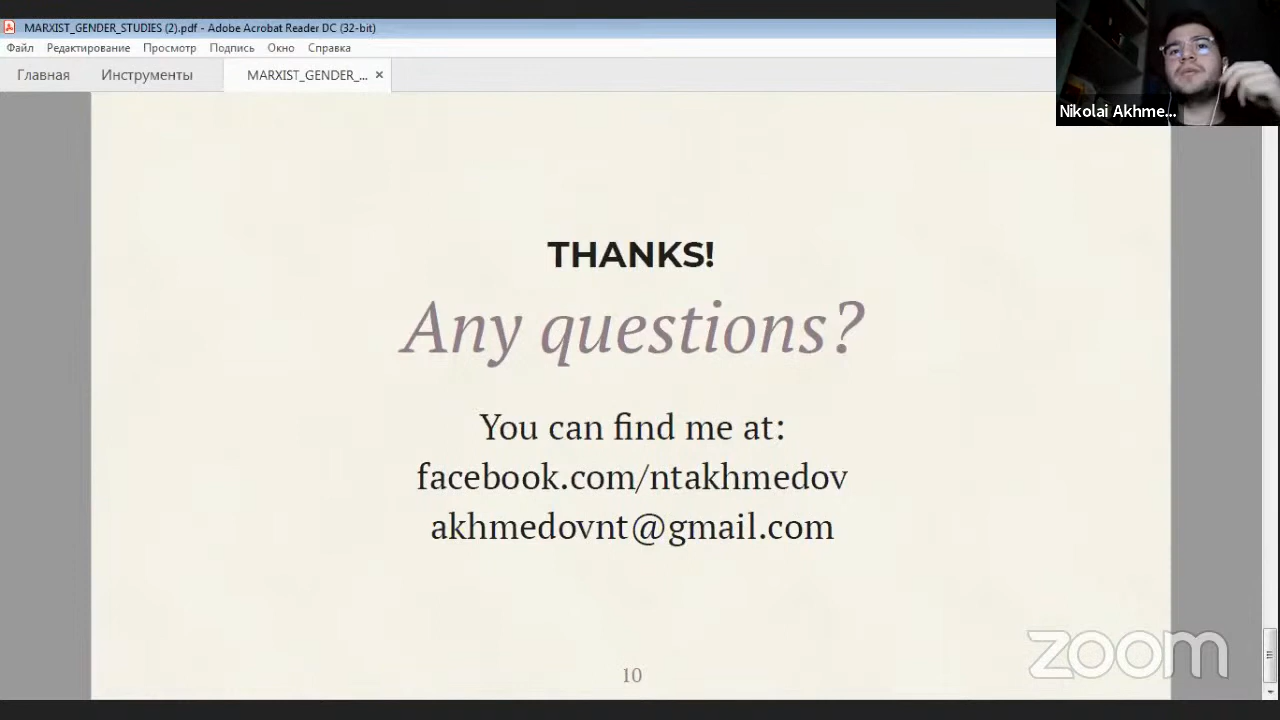 MARXIST_GENDER_STUDIES (2).pdf - Adobe Acrobat Reader DC (32-bit)
Файл Редактирование Просмотр Подпись Окно Справка
Главная Инструменты MARXIST_GENDER_... ×
Nikolai Akhme...
THANKS!
Any questions?
You can find me at:
facebook.com/ntakhmedov
akhmedovnt@gmail.com
10
zoom